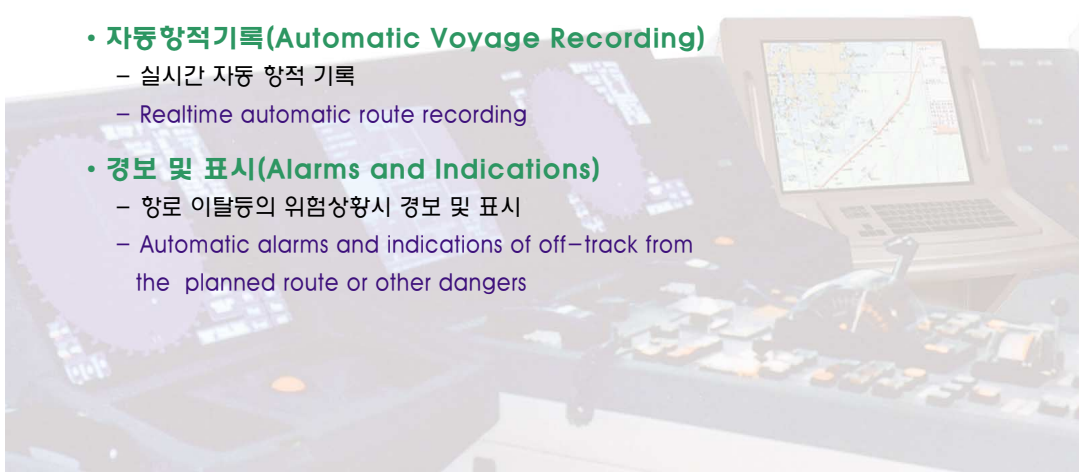 • 자동항적기록(Automatic Voyage Recording)
– 실시간 자동 항적 기록
– Realtime automatic route recording
• 경보 및 표시(Alarms and Indications)
– 항로 이탈등의 위험상황시 경보 및 표시
– Automatic alarms and indications of off-track from
the planned route or other dangers